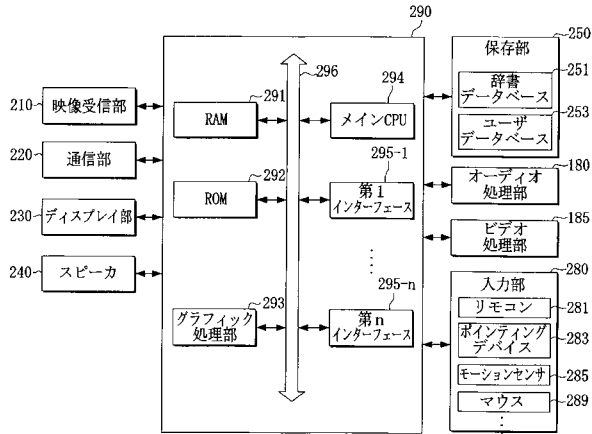 290
210
映像受信部
220
通信部
230
ディスプレイ部
240
スピーカ
296
291
RAM
292
ROM
293
グラフィック
処理部
294
メインCPU
295-1
第1
インターフェース
295-n
第n
インターフェース
250
保存部
251
辞書
データベース
253
ユーザ
データベース
180
オーディオ
処理部
185
ビデオ
処理部
280
入力部
リモコン
281
ポインティング
デバイス
283
モーションセンサ
285
マウス
289